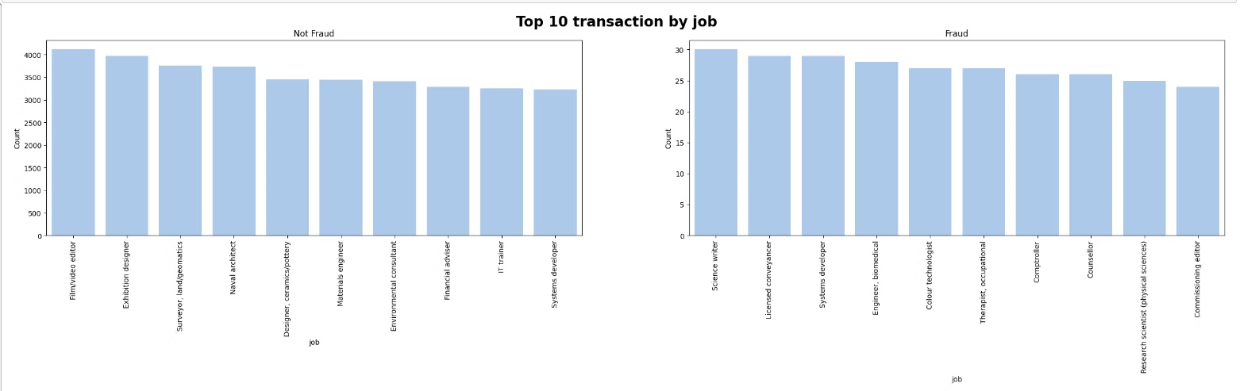 Top 10 transaction by job
Not Fraud
Count
4000
3500
3000
2500
2000
1500
1000
500
0
Film/video editor
Exhibition designer
Surveyor, land/geomatics
Naval architect
Designer, ceramics/pottery
Materials engineer
Environmental consultant
Financial adviser
IT trainer
Systems developer
job
Fraud
Count
30
25
20
15
10
5
0
Science writer
Licensed conveyancer
Systems developer
Engineer, biomedical
Colour technologist
Therapist, occupational
Comptroller
Counsellor
Research scientist (physical sciences)
Commissioning editor
job